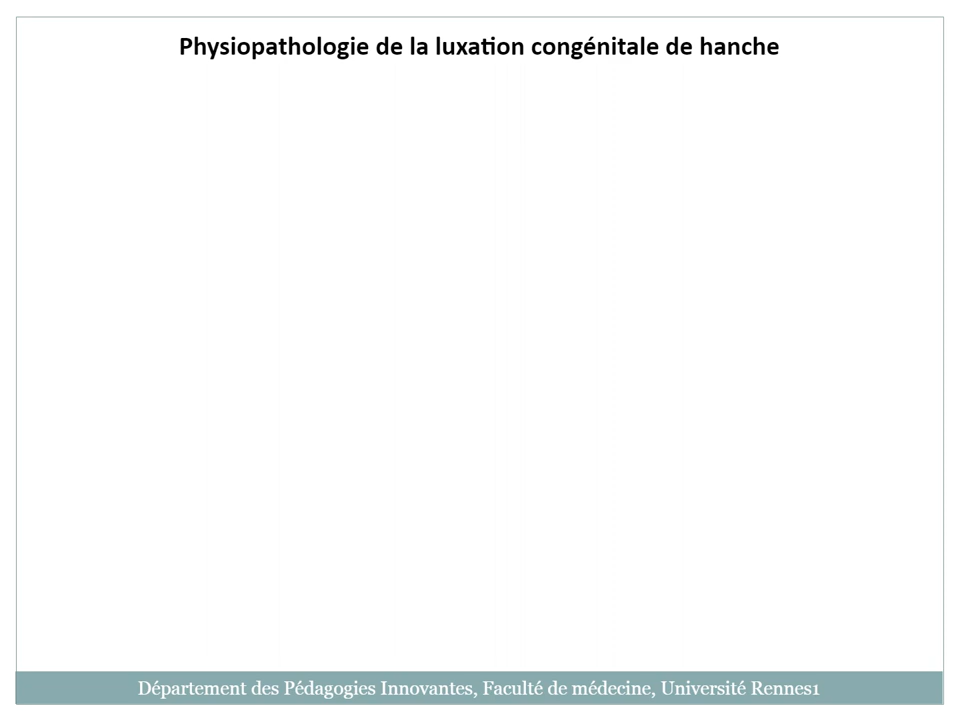 Physiopathologie de la luxation congénitale de hanche
Département des Pédagogies Innovantes, Faculté de médecine, Université Rennes1